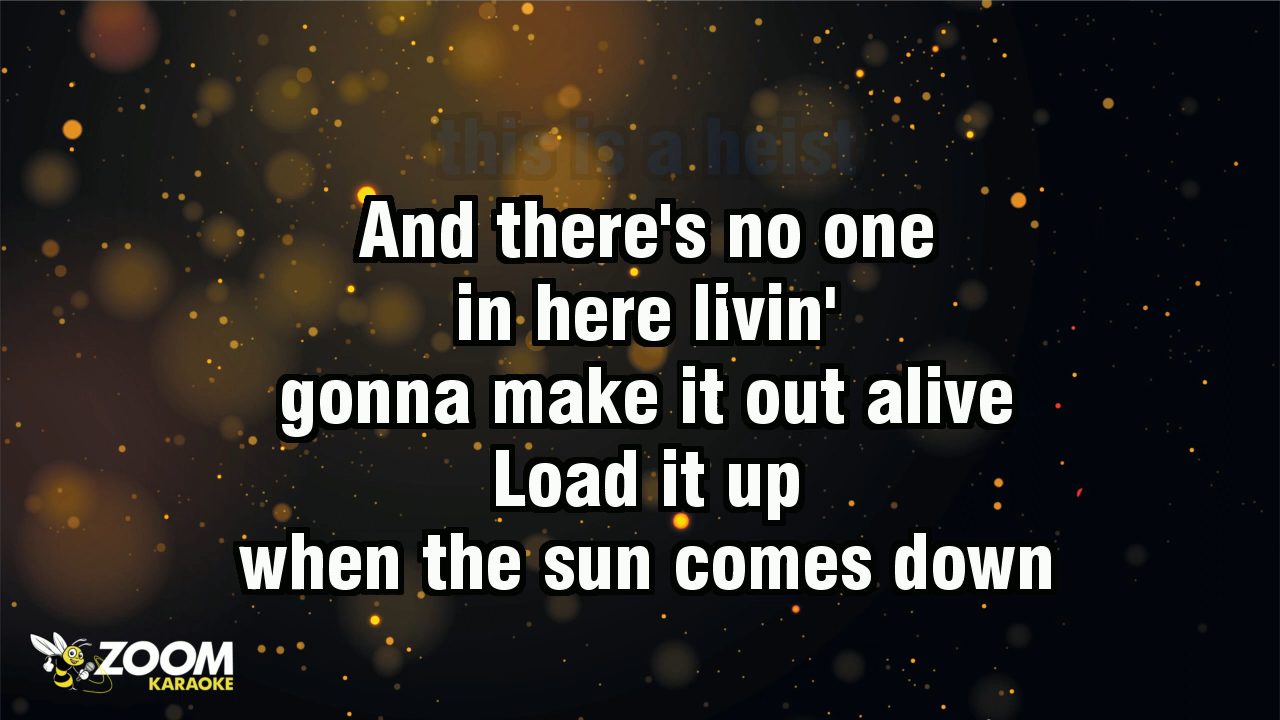 this is a heist
And there's no one
in here livin'
gonna make it out alive
Load it up
when the sun comes down
ZOOM
KARAOKE